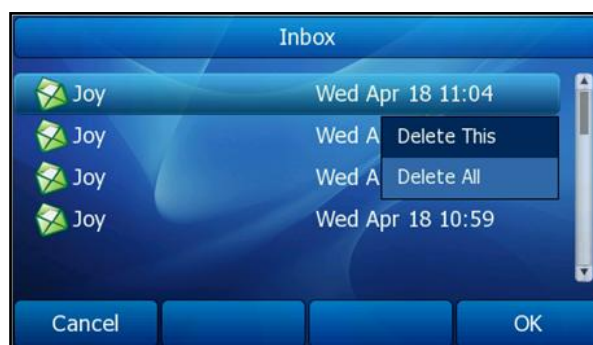 Inbox
Joy Wed Apr 18 11:04
Joy Wed A
Delete This
Joy Wed A
Delete All
Joy Wed Apr 18 10:59
Cancel OK